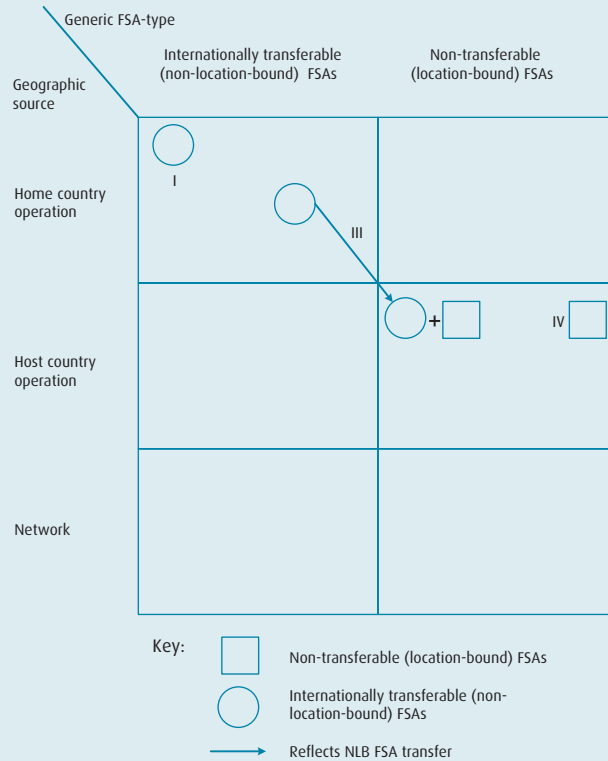 Generic FSA-type
Internationally transferable
(non-location-bound) FSAs
Non-transferable
(location-bound) FSAs
Geographic
source
I
Home country
operation
III
+
IV
Host country
operation
Network
Key:
Non-transferable (location-bound) FSAs
Internationally transferable (non-
location-bound) FSAs
Reflects NLB FSA transfer